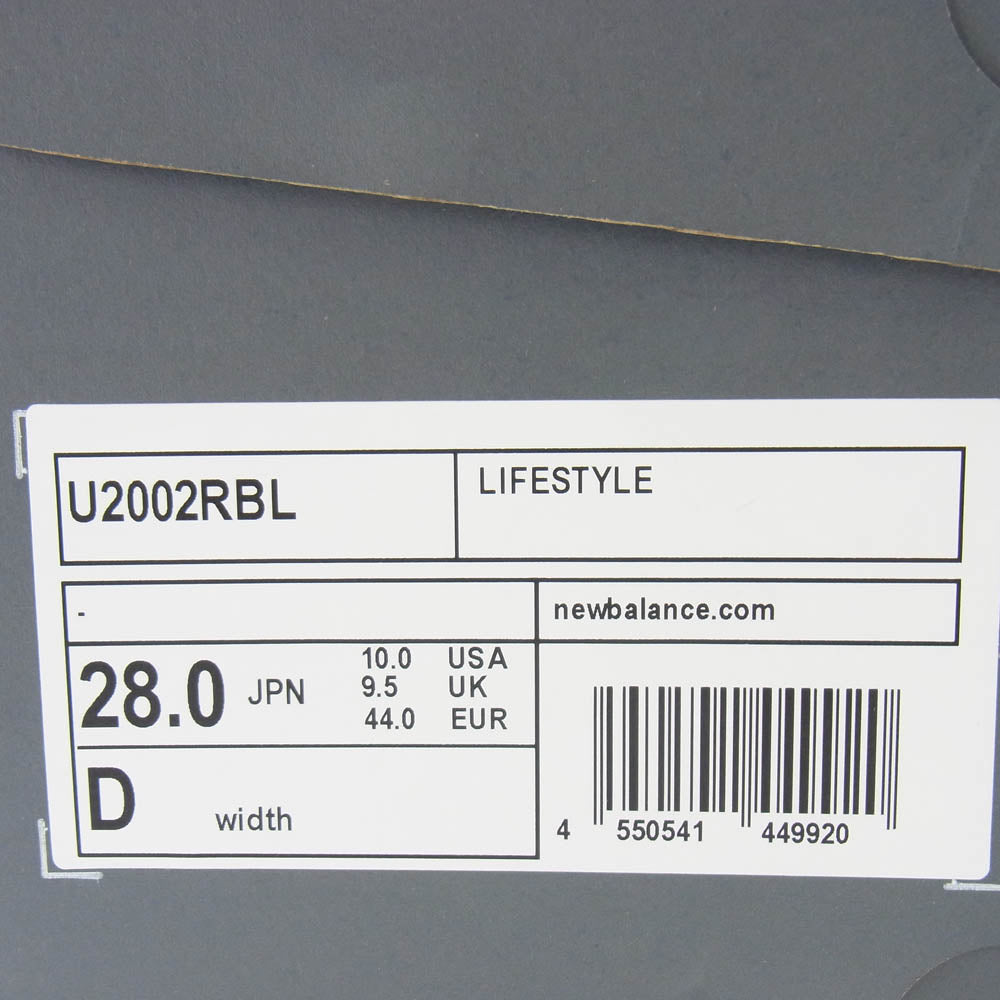 U2002RBL
LIFESTYLE
-
newbalance.com
28.0 JPN
10.0 USA
9.5 UK
44.0 EUR
D width
4 550541 449920